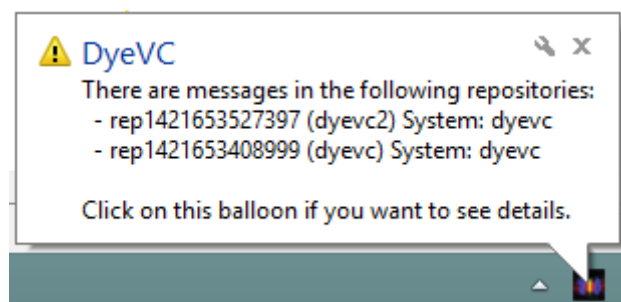 DyeVC
There are messages in the following repositories:
- rep1421653527397 (dyevc2) System: dyevc
- rep1421653408999 (dyevc) System: dyevc
Click on this balloon if you want to see details.